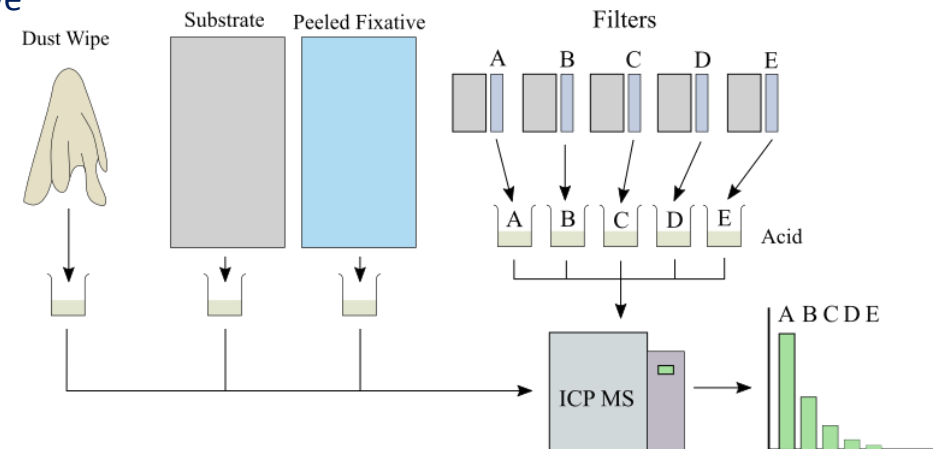 Dust Wipe
Substrate
Peeled Fixative
Filters
A B C D E
A B C D E
Acid
ICP MS
A B C D E